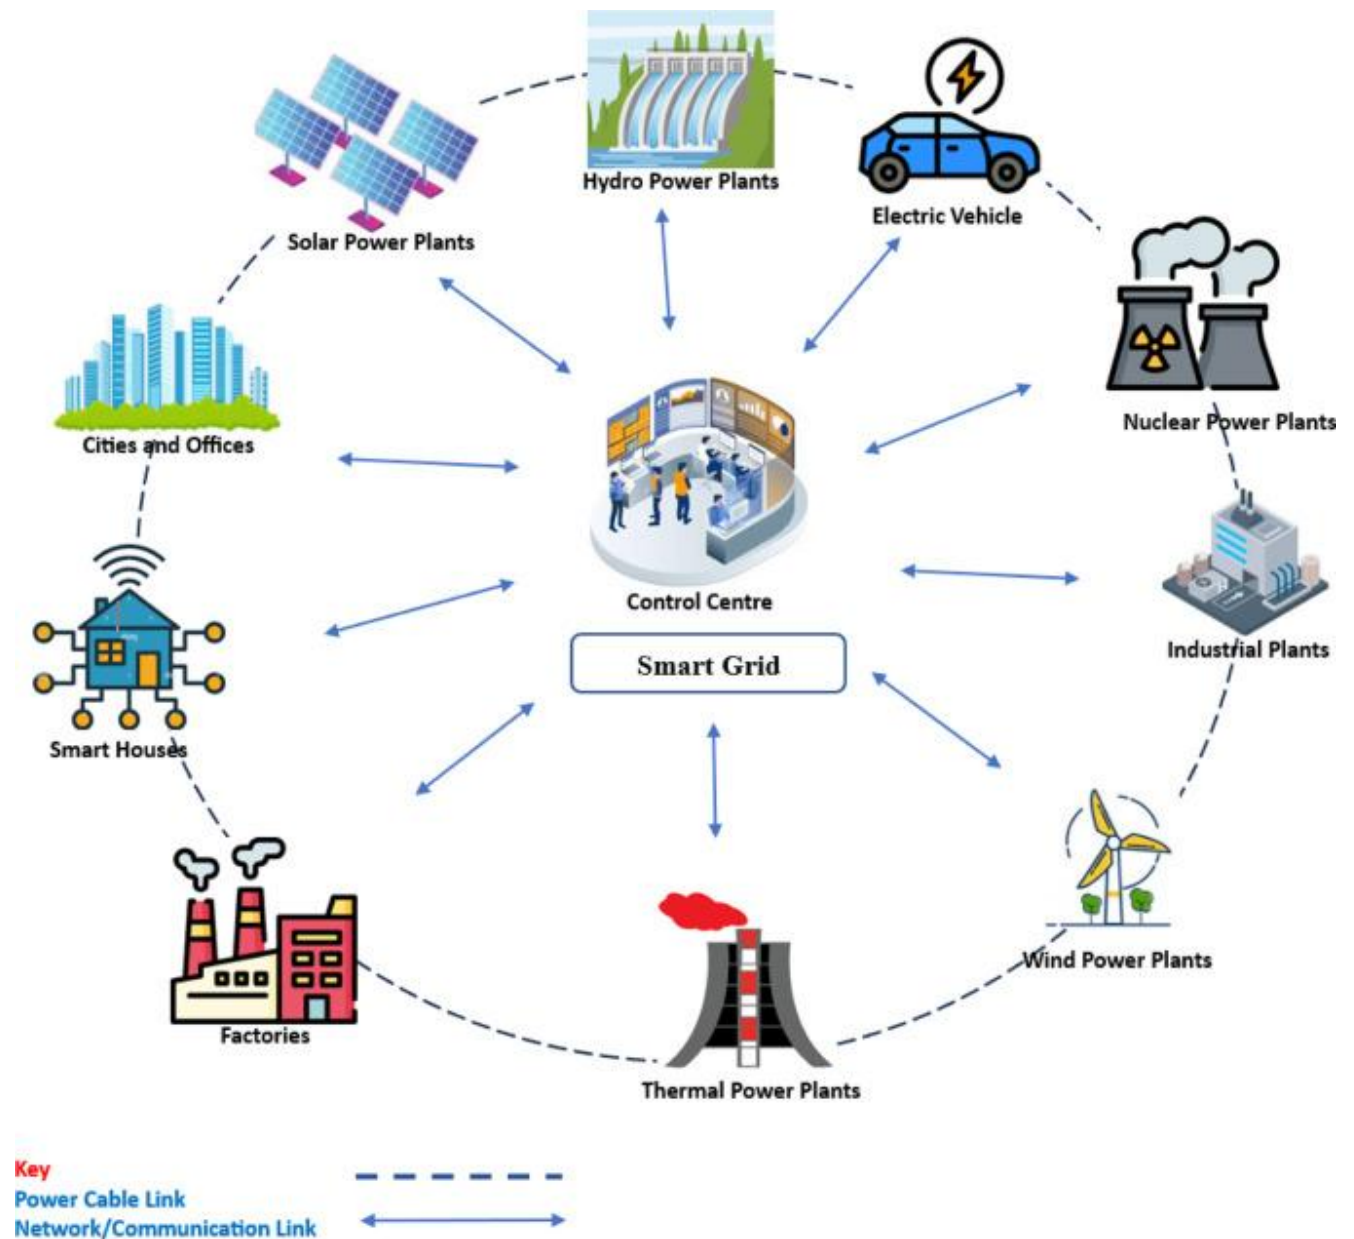 Hydro Power Plants
Electric Vehicle
Solar Power Plants
Nuclear Power Plants
Cities and Offices
Control Centre
Industrial Plants
Smart Grid
Smart Houses
Wind Power Plants
Factories
Thermal Power Plants
Key
Power Cable Link
Network/Communication Link